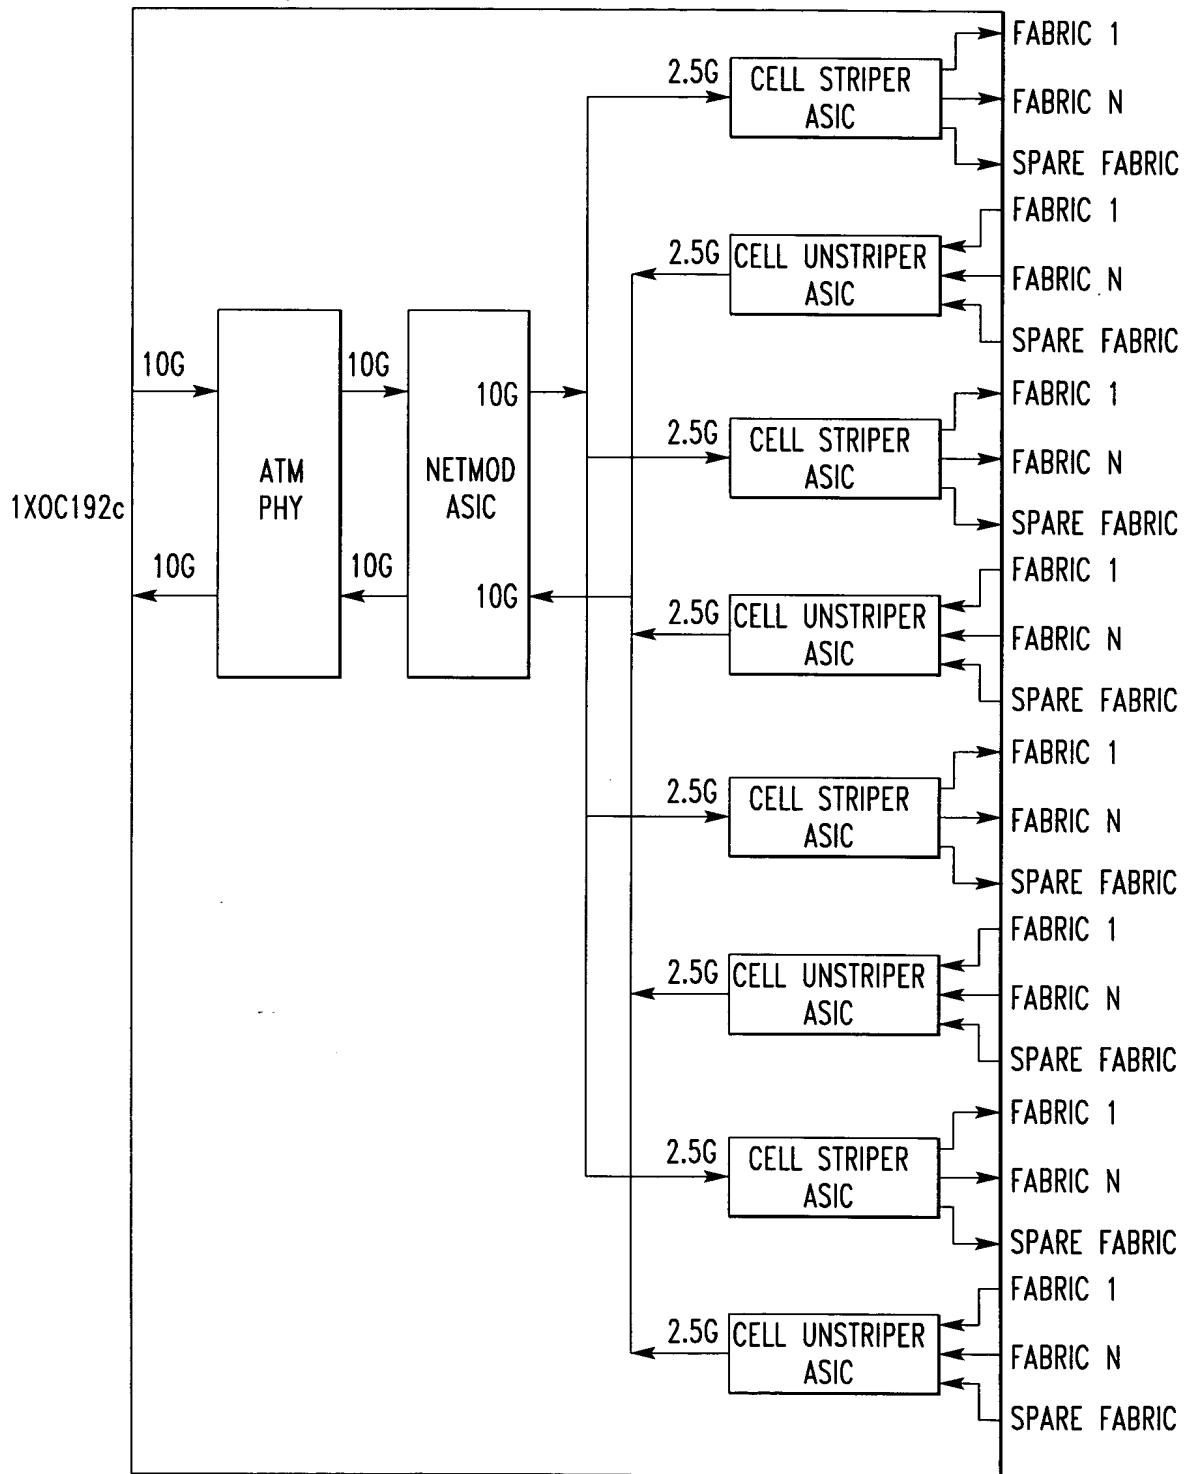 FABRIC 1
2.5G
CELL STRIPER
ASIC
FABRIC N
SPARE FABRIC
FABRIC 1
2.5G
CELL UNSTRIPER
ASIC
FABRIC N
SPARE FABRIC
10G
10G
10G
ATM
PHY
NETMOD
ASIC
1XOC192c
10G
10G
10G
FABRIC 1
2.5G
CELL STRIPER
ASIC
FABRIC N
SPARE FABRIC
FABRIC 1
2.5G
CELL UNSTRIPER
ASIC
FABRIC N
SPARE FABRIC
FABRIC 1
2.5G
CELL STRIPER
ASIC
FABRIC N
SPARE FABRIC
FABRIC 1
2.5G
CELL UNSTRIPER
ASIC
FABRIC N
SPARE FABRIC
FABRIC 1
2.5G
CELL STRIPER
ASIC
FABRIC N
SPARE FABRIC
FABRIC 1
2.5G
CELL UNSTRIPER
ASIC
FABRIC N
SPARE FABRIC